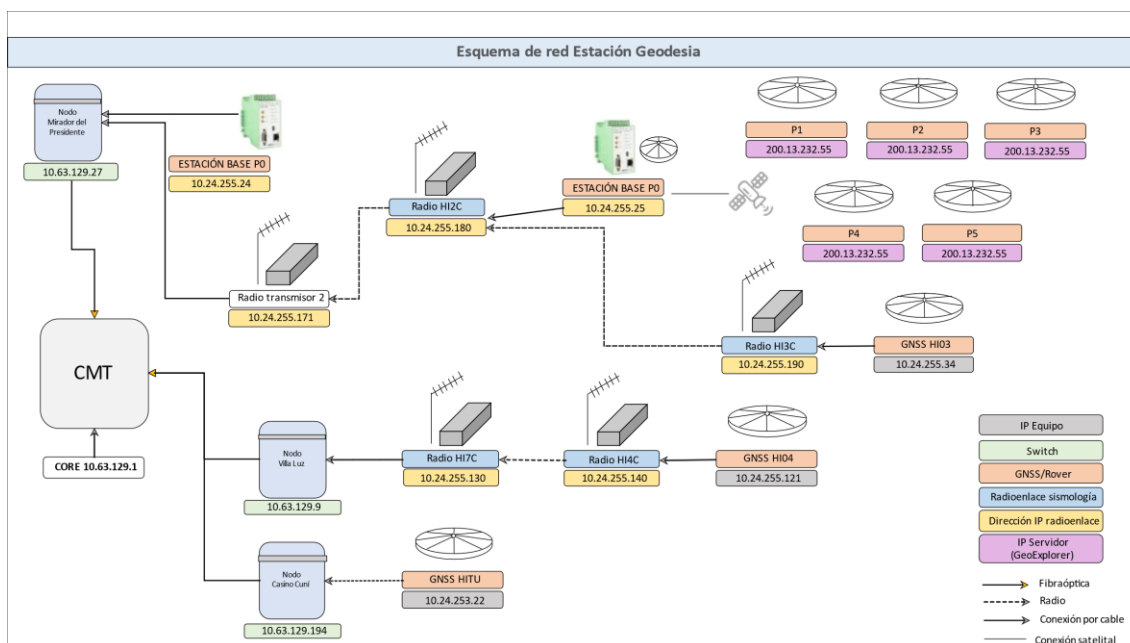 Esquema de red Estación Geodesia
Nodo
Mirador del
Presidente
10.63.129.27
ESTACIÓN BASE P0
10.24.255.24
Radio HI2C
10.24.255.180
ESTACIÓN BASE P0
10.24.255.25
P1
200.13.232.55
P2
200.13.232.55
P3
200.13.232.55
P4
200.13.232.55
P5
200.13.232.55
Radio transmisor 2
10.24.255.171
Radio HI3C
10.24.255.190
GNSS HI03
10.24.255.34
CMT
CORE 10.63.129.1
Nodo
Villa Luz
10.63.129.9
Radio HI7C
10.24.255.130
Radio HI4C
10.24.255.140
GNSS HI04
10.24.255.121
Nodo
Casino Cuní
10.63.129.194
GNSS HITU
10.24.253.22
IP Equipo
Switch
GNSS/Rover
Radioenlace sismología
Dirección IP radioenlace
IP Servidor
(GeoExplorer)
Fibraóptica
Radio
Conexión por cable
Conexión satelital